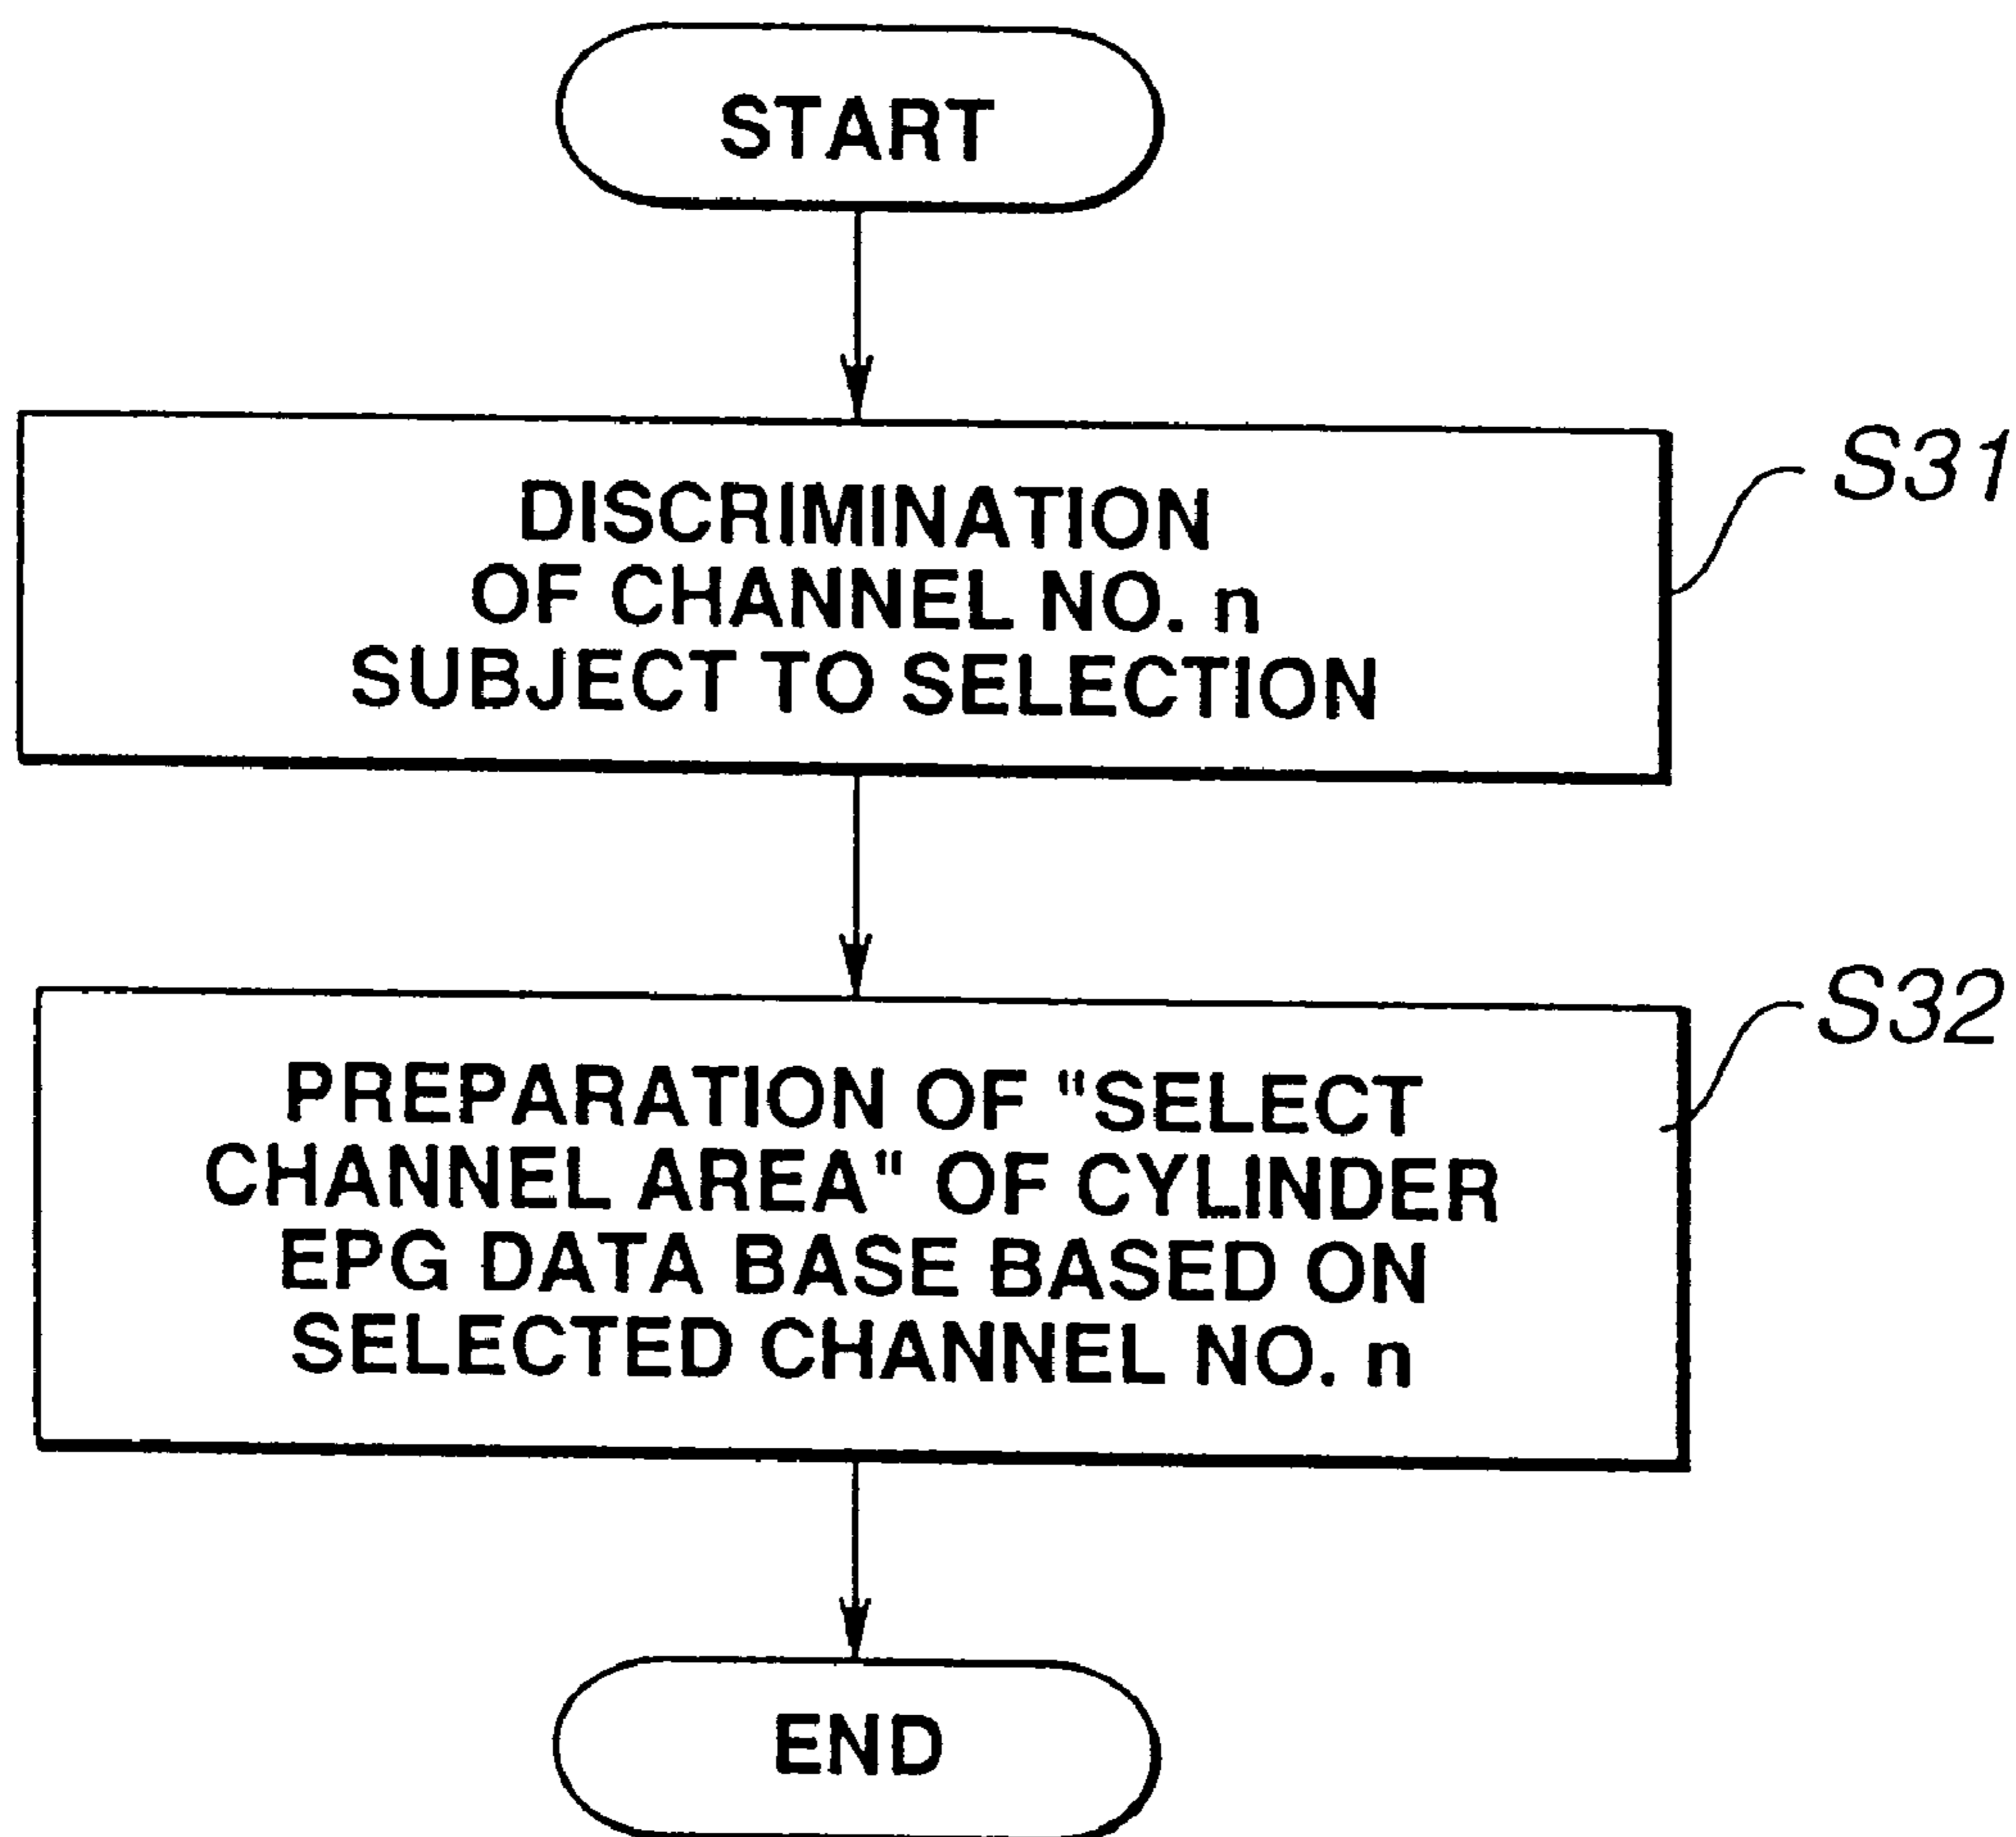 START
DISCRIMINATION
OF CHANNEL NO. n
SUBJECT TO SELECTION
S31
PREPARATION OF "SELECT
CHANNEL AREA" OF CYLINDER
EPG DATA BASE BASED ON
SELECTED CHANNEL NO. n
S32
END